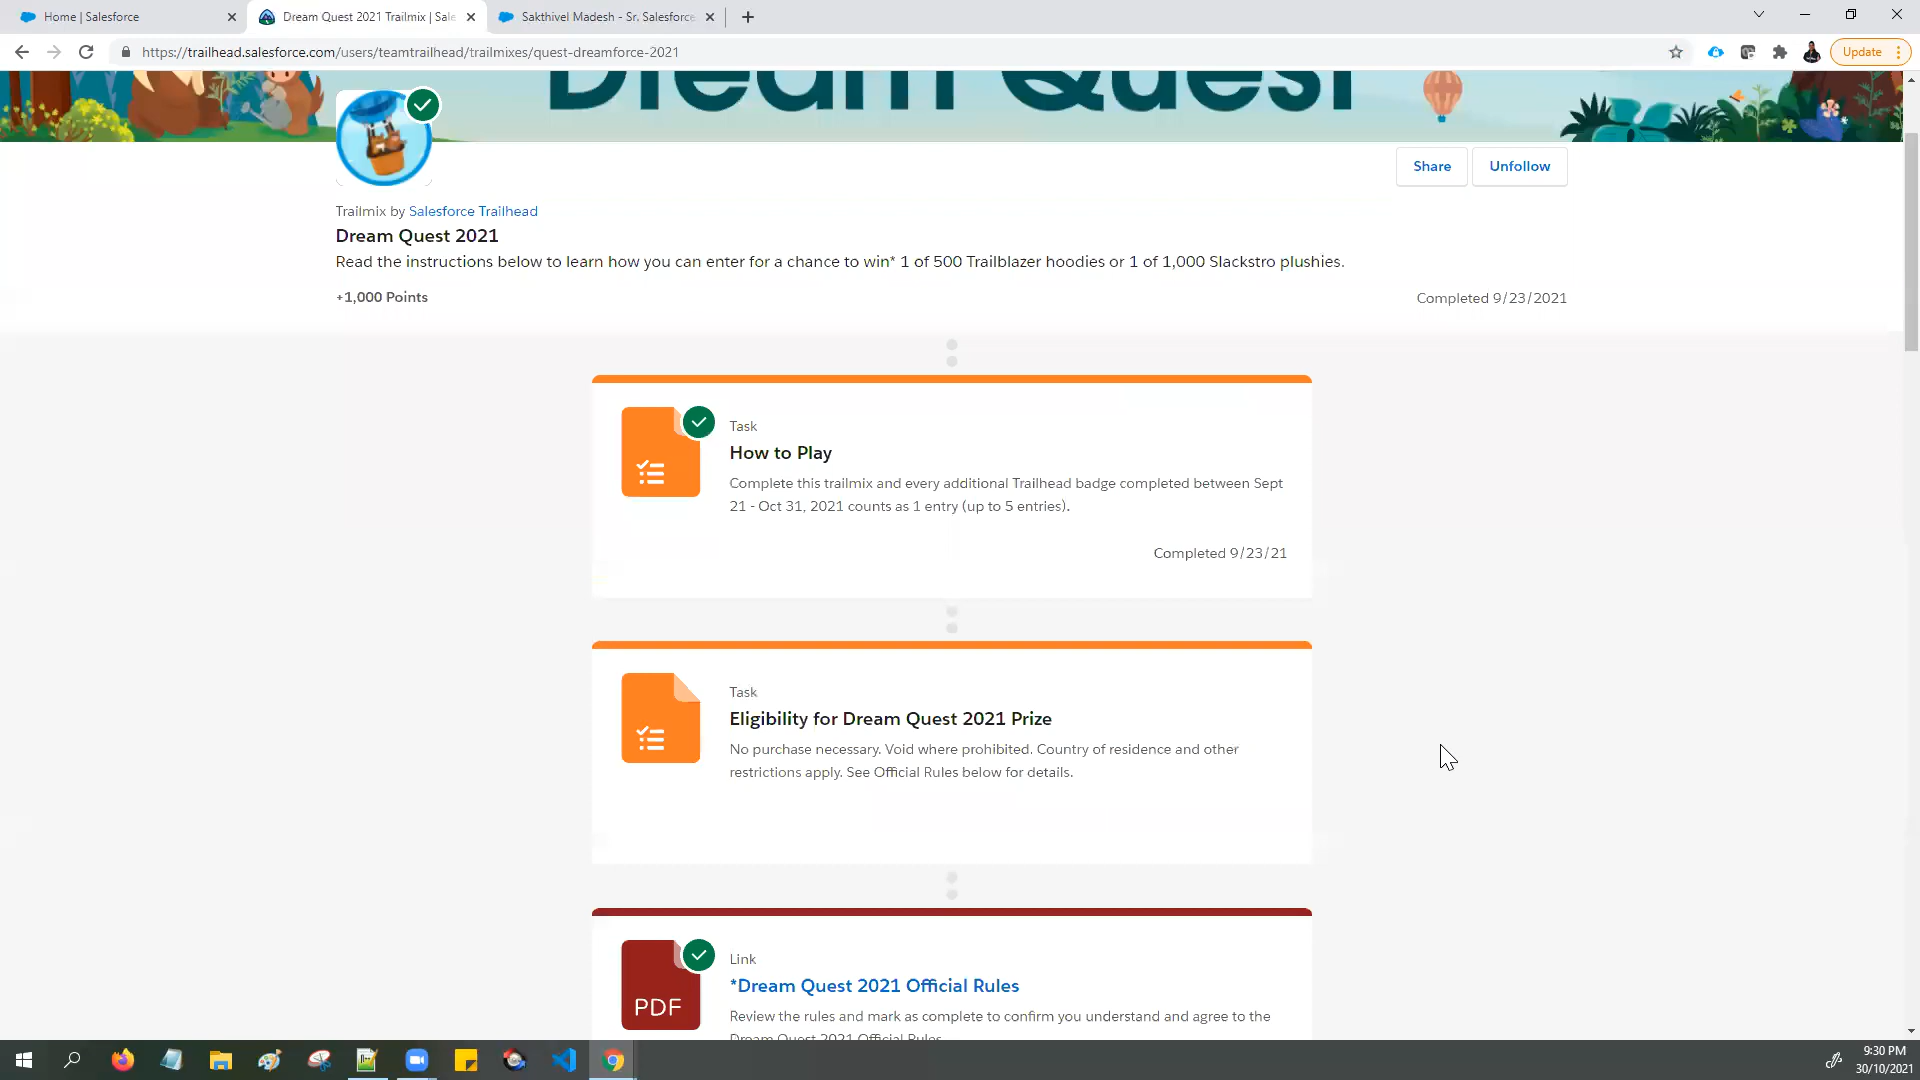 Home | Salesforce
Dream Quest 2021 Trailmix | Sale
Sakthivel Madesh - Sr. Salesforce
https://trailhead.salesforce.com/users/teamtrailhead/trailmixes/quest-dreamforce-2021
Update
Dream Quest
Share
Unfollow
Trailmix by Salesforce Trailhead
Dream Quest 2021
Read the instructions below to learn how you can enter for a chance to win* 1 of 500 Trailblazer hoodies or 1 of 1,000 Slackstro plushies.
+1,000 Points
Completed 9/23/2021
Task
How to Play
Complete this trailmix and every additional Trailhead badge completed between Sept
21 - Oct 31, 2021 counts as 1 entry (up to 5 entries).
Completed 9/23/21
Task
Eligibility for Dream Quest 2021 Prize
No purchase necessary. Void where prohibited. Country of residence and other
restrictions apply. See Official Rules below for details.
PDF
Link
*Dream Quest 2021 Official Rules
Review the rules and mark as complete to confirm you understand and agree to the
Dream Quest 2021 Official Rules
9:30 PM
30/10/2021